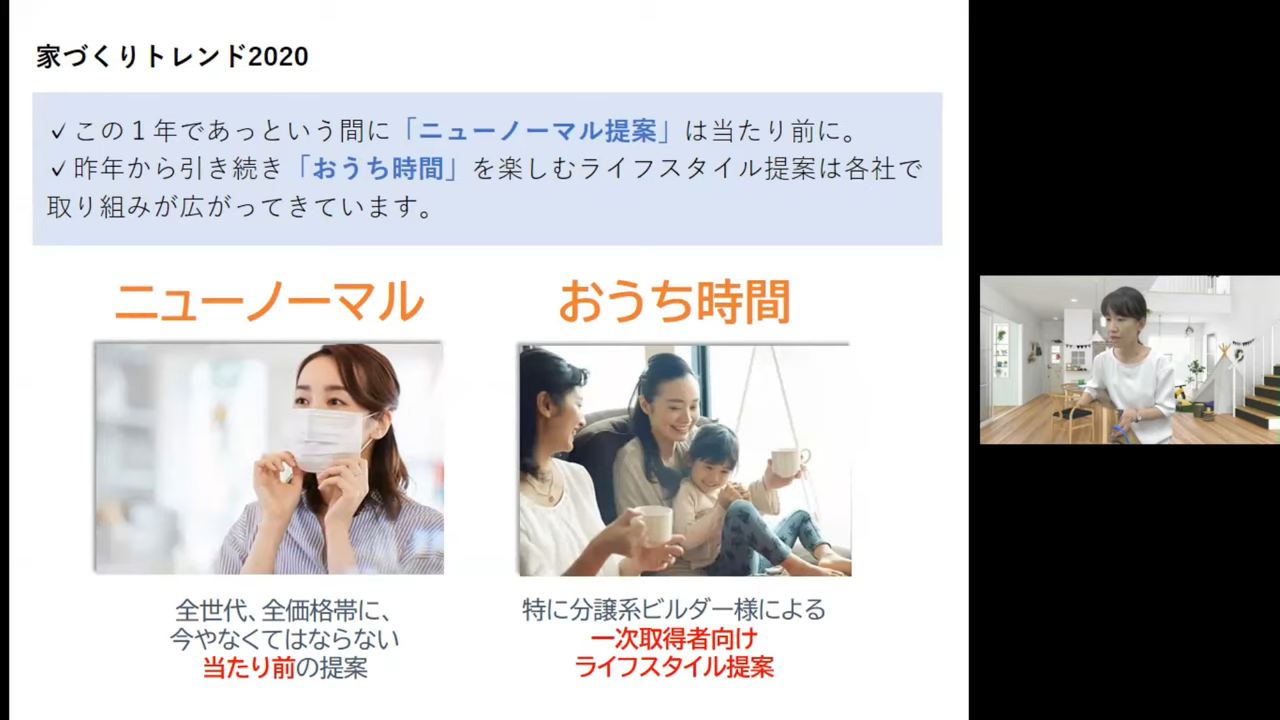 家づくりトレンド2020
✓この１年であっという間に「ニューノーマル提案」は当たり前に。
✓昨年から引き続き「おうち時間」を楽しむライフスタイル提案は各社で
取り組みが広がってきています。
ニューノーマル
おうち時間
全世代、全価格帯に、
今やなくてはならない
当たり前の提案
特に分譲系ビルダー様による
一次取得者向け
ライフスタイル提案